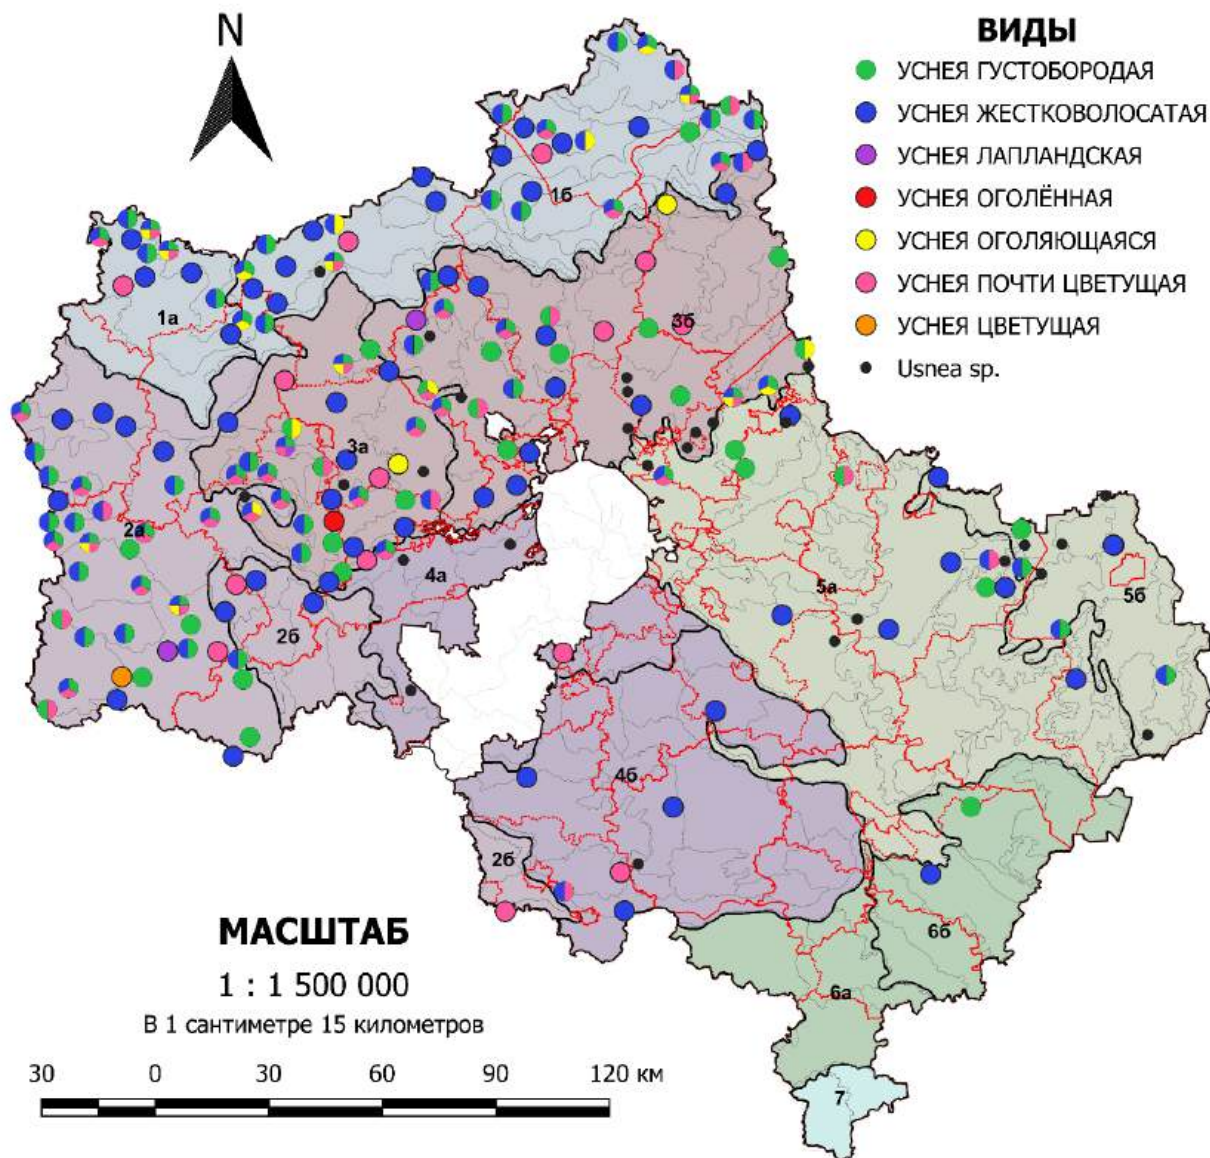 N
ВИДЫ
УСНЕЯ ГУСТОБОРОДАЯ
УСНЕЯ ЖЕСТКОВОЛОСАТАЯ
УСНЕЯ ЛАПЛАНДСКАЯ
УСНЕЯ ОГОЛЁННАЯ
УСНЕЯ ОГОЛЯЮЩАЯСЯ
УСНЕЯ ПОЧТИ ЦВЕТУЩАЯ
УСНЕЯ ЦВЕТУЩАЯ
Usnea sp.
1б
1а
3б
3а
2а
4а
5а
5б
2б
4б
2б
6б
6а
7
МАСШТАБ
1 : 1 500 000
В 1 сантиметре 15 километров
30 0 30 60 90 120 км